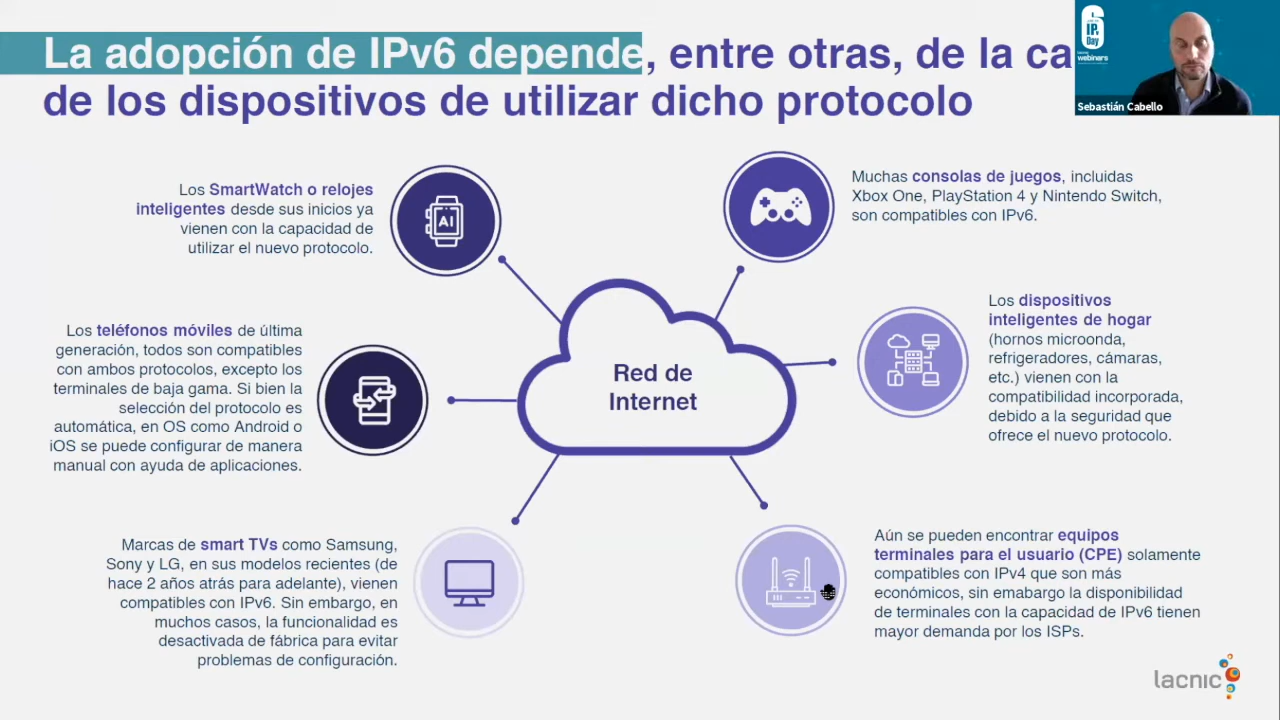 La adopción de IPv6 depende, entre otras, de la ca
de los dispositivos de utilizar dicho protocolo
6
IPv6
Day
webinars
Sebastián Cabello
Los SmartWatch o relojes
inteligentes desde sus inicios ya
vienen con la capacidad de
utilizar el nuevo protocolo.
AI
Muchas consolas de juegos, incluidas
Xbox One, PlayStation 4 y Nintendo Switch,
son compatibles con IPv6.
Los teléfonos móviles de última
generación, todos son compatibles
con ambos protocolos, excepto los
terminales de baja gama. Si bien la
selección del protocolo es
automática, en OS como Android o
iOS se puede configurar de manera
manual con ayuda de aplicaciones.
Red de
Internet
Los dispositivos
inteligentes de hogar
(hornos microonda,
refrigeradores, cámaras,
etc.) vienen con la
compatibilidad incorporada,
debido a la seguridad que
ofrece el nuevo protocolo.
Marcas de smart TVs como Samsung,
Sony y LG, en sus modelos recientes (de
hace 2 años atrás para adelante), vienen
compatibles con IPv6. Sin embargo, en
muchos casos, la funcionalidad es
desactivada de fábrica para evitar
problemas de configuración.
Aún se pueden encontrar equipos
terminales para el usuario (CPE) solamente
compatibles con IPv4 que son más
económicos, sin emabargo la disponibilidad
de terminales con la capacidad de IPv6 tienen
mayor demanda por los ISPs.
lacnic